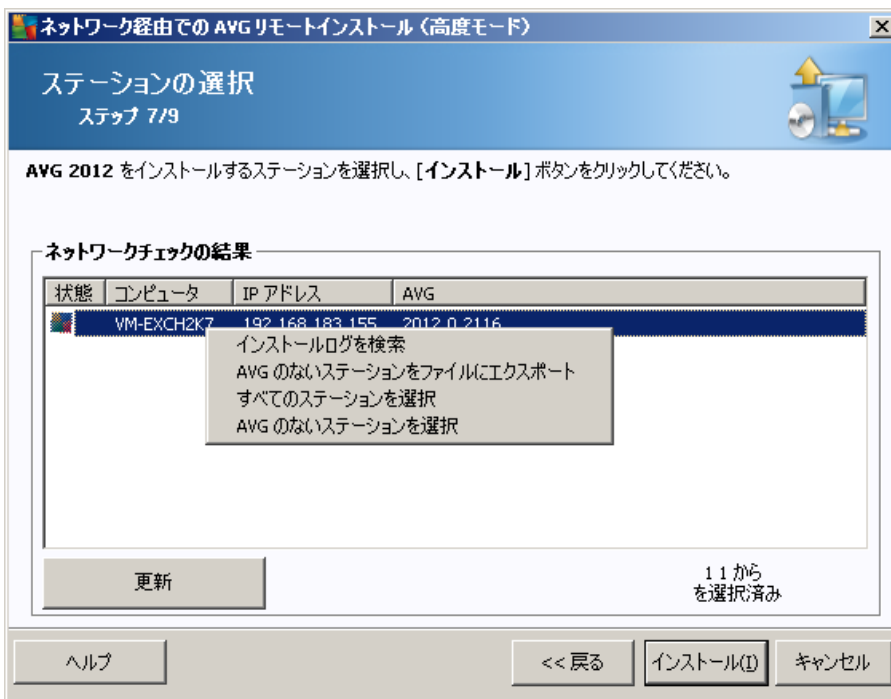 ネットワーク経由での AVG リモートインストール (高度モード)
ステーションの選択
ステップ 7/9
AVG 2012 をインストールするステーションを選択し、[インストール] ボタンをクリックしてください。
ネットワークチェックの結果
状態 コンピュータ IP アドレス AVG
VM-EXCH2K7 192.168.183.155 2012.0.2116
インストールログを検索
AVG のないステーションをファイルにエクスポート
すべてのステーションを選択
AVG のないステーションを選択
更新
1 1 から
を選択済み
ヘルプ
<< 戻る
インストール(I)
キャンセル